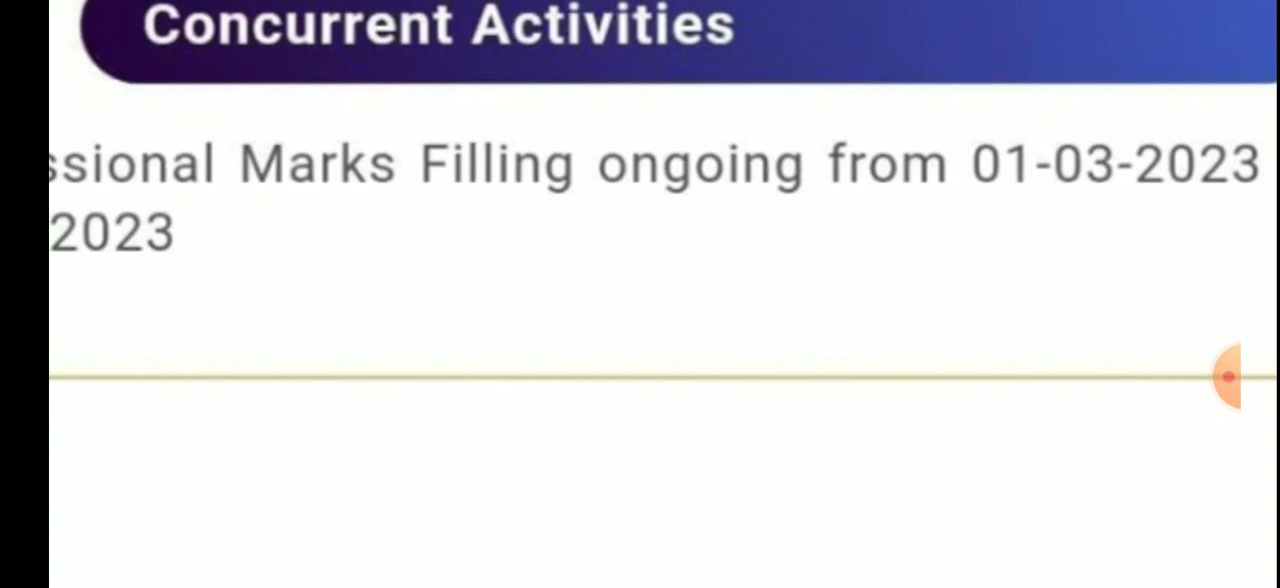 Concurrent Activities
ssional Marks Filling ongoing from 01-03-2023
2023